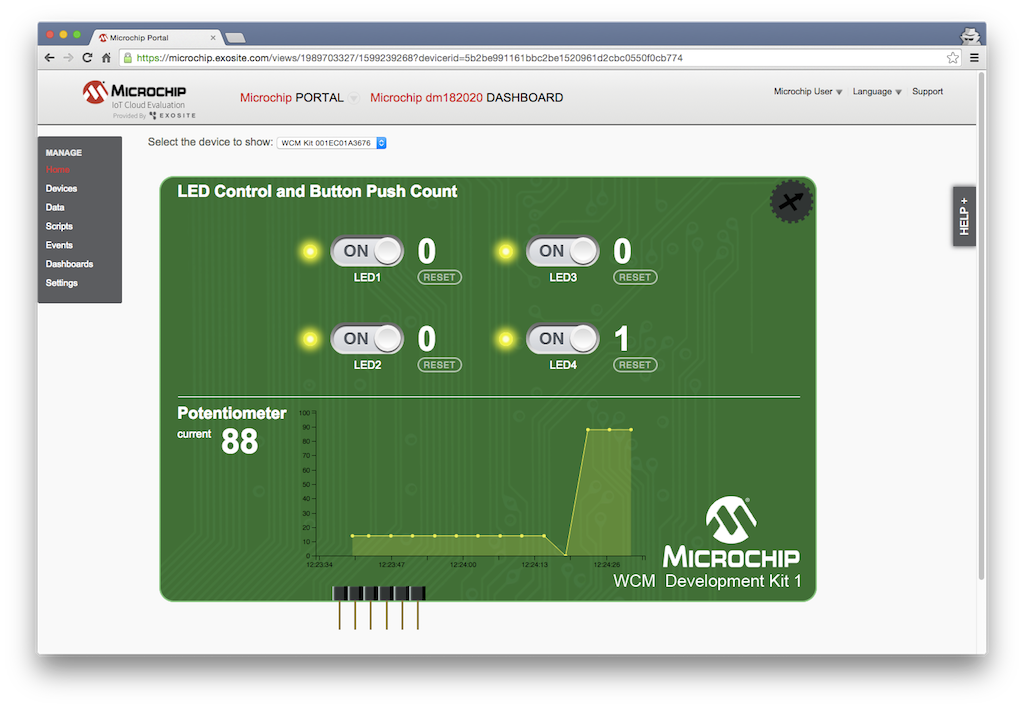 Microchip Portal
https://microchip.exosite.com/views/1989703327/1599239268?deviceid=5b2be991161bbc2be1520961d2cbc0550f0cb774
MICROCHIP
IoT Cloud Evaluation
Provided By EXOSITE
Microchip PORTAL
Microchip dm182020 DASHBOARD
Microchip User
Language
Support
Select the device to show: WCM Kit 001EC01A3676
MANAGE
Home
Devices
Data
Scripts
Events
Dashboards
Settings
HELP +
LED Control and Button Push Count
ON 0
LED1 RESET
ON 0
LED3 RESET
ON 0
LED2 RESET
ON 1
LED4 RESET
Potentiometer
current 88
100
90
80
70
60
50
40
30
20
10
0
12:23:34 12:23:47 12:24:00 12:24:13 12:24:26
MICROCHIP
WCM Development Kit 1